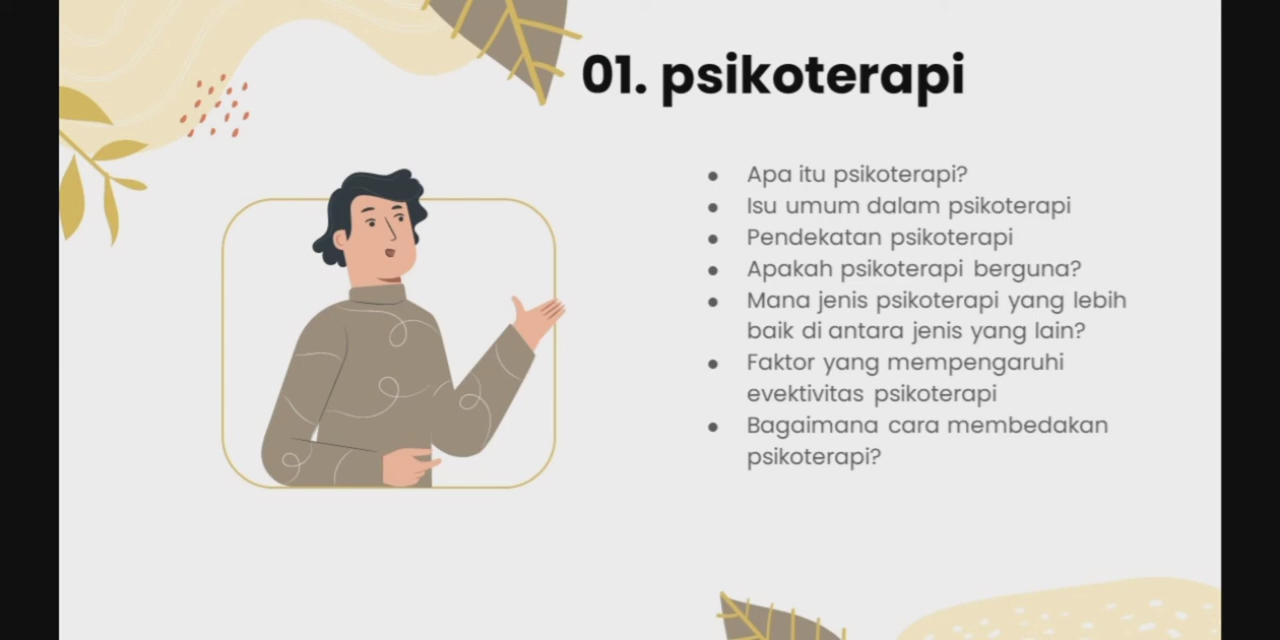 01. psikoterapi
● Apa itu psikoterapi?
● Isu umum dalam psikoterapi
● Pendekatan psikoterapi
● Apakah psikoterapi berguna?
● Mana jenis psikoterapi yang lebih
baik di antara jenis yang lain?
● Faktor yang mempengaruhi
evektivitas psikoterapi
● Bagaimana cara membedakan
psikoterapi?